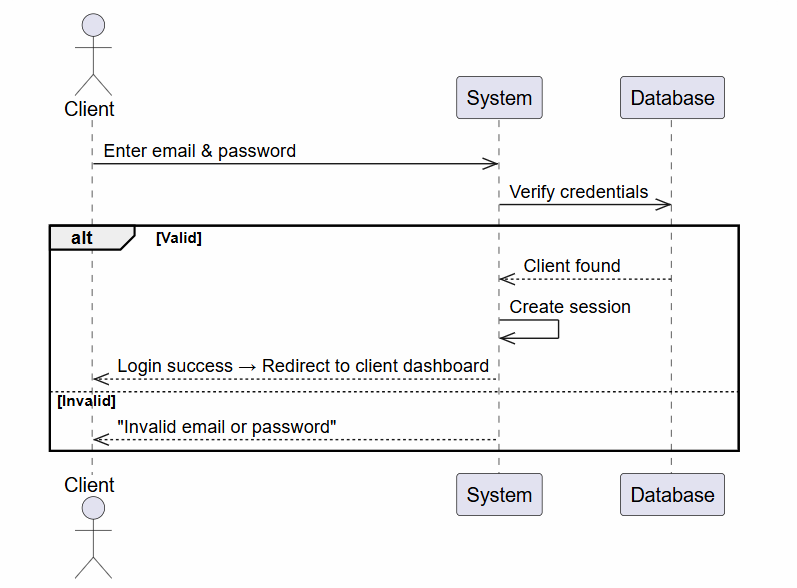 Client
System
Database
Enter email & password
Verify credentials
alt
[Valid]
Client found
Create session
Login success → Redirect to client dashboard
[Invalid]
"Invalid email or password"
Client
System
Database